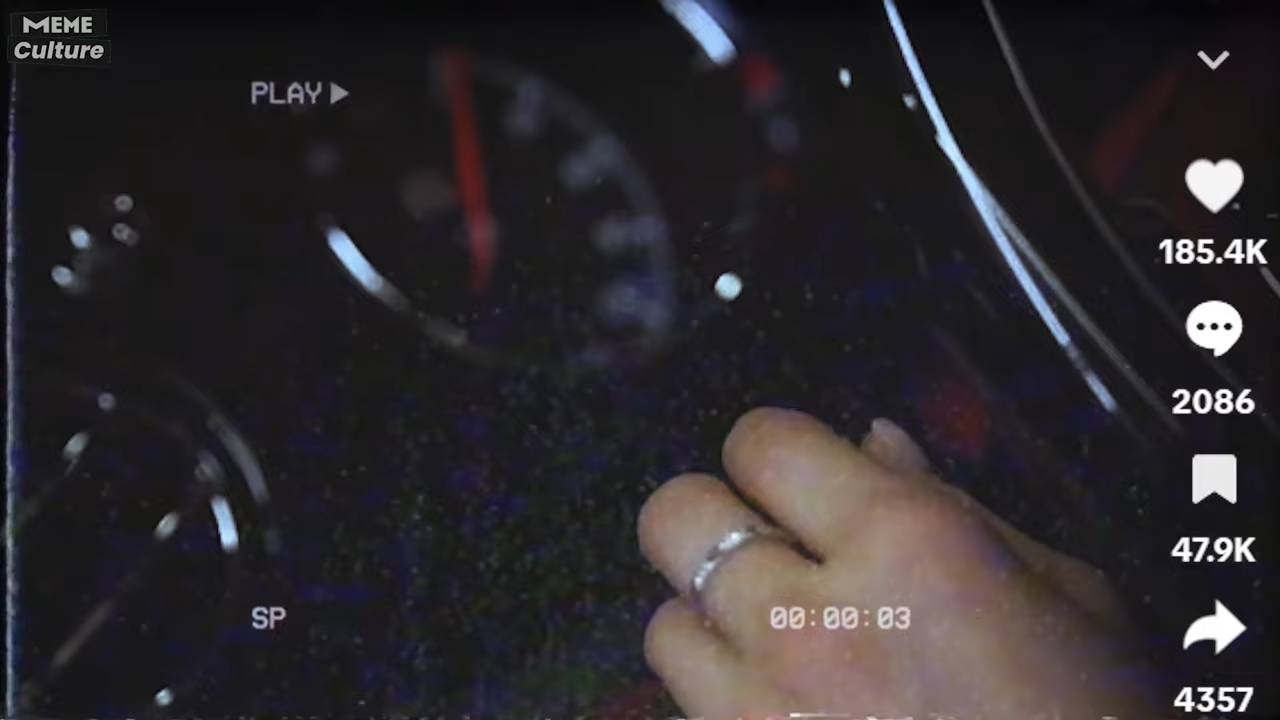 MEME
Culture
PLAY
185.4K
2086
47.9K
SP
00:00:03
4357